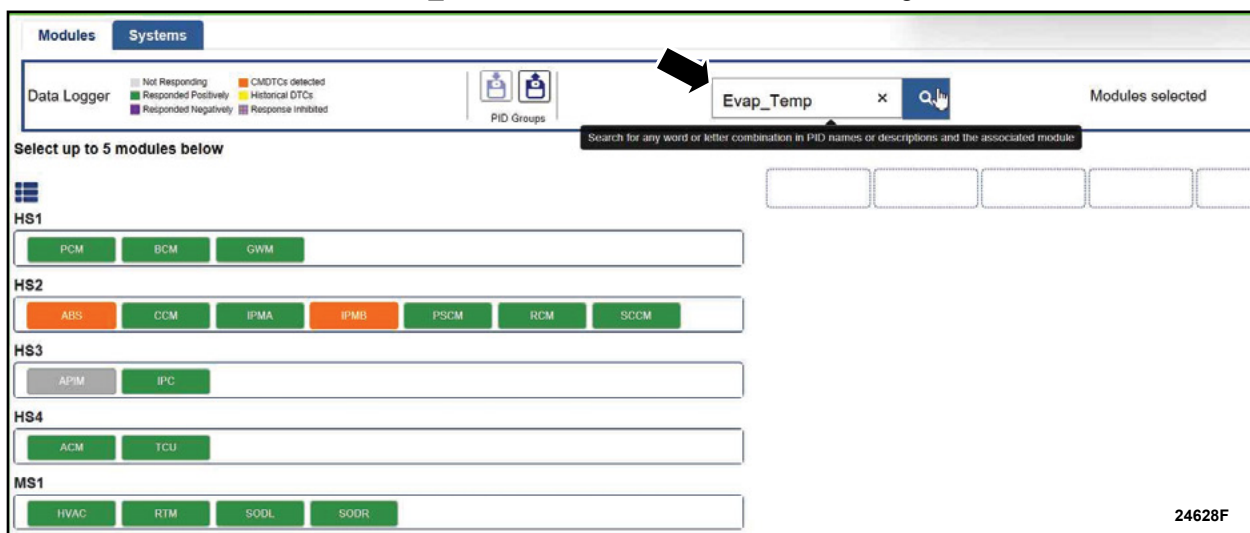 Modules Systems
Data Logger
Not Responding CMDTCs detected
Responded Positively Historical DTCs
Responded Negatively Response Inhibited
PID Groups
Evap_Temp ×
Modules selected
Search for any word or letter combination in PID names or descriptions and the associated module
Select up to 5 modules below
HS1
PCM BCM GWM
HS2
ABS CCM IPMA IPMB PSCM RCM SCCM
HS3
APIM IPC
HS4
ACM TCU
MS1
HVAC RTM SODL SODR
24628F